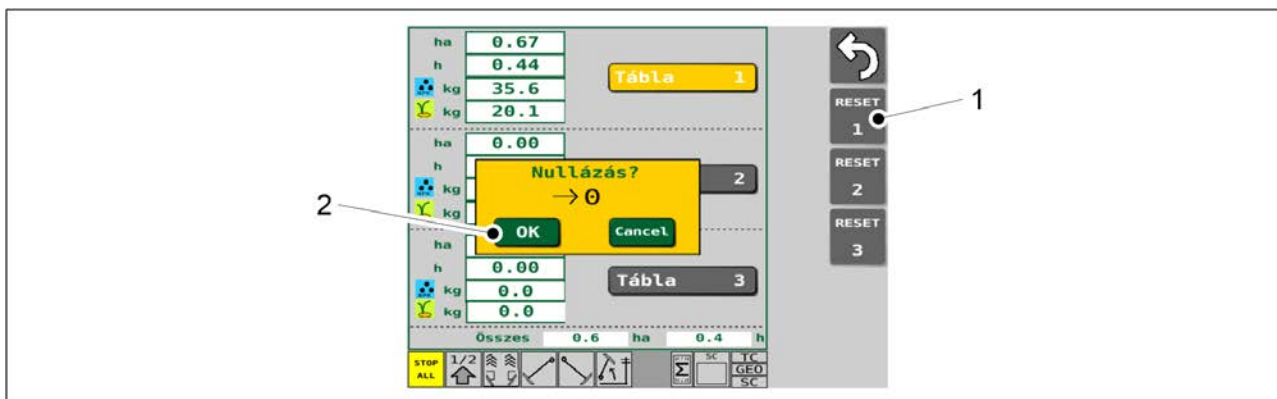 ha 0.67
h 0.44
kg 35.6
kg 20.1
Tábla 1
ha 0.00
h
kg
kg
2
Nullázás?
→0
OK Cancel
ha
h 0.00
kg 0.0
kg 0.0
Tábla 3
Összes 0.6 ha 0.4 h
STOP ALL
1/2
Σ
SC
TC
GEO
SC
RESET
1
RESET
2
RESET
3
1
2